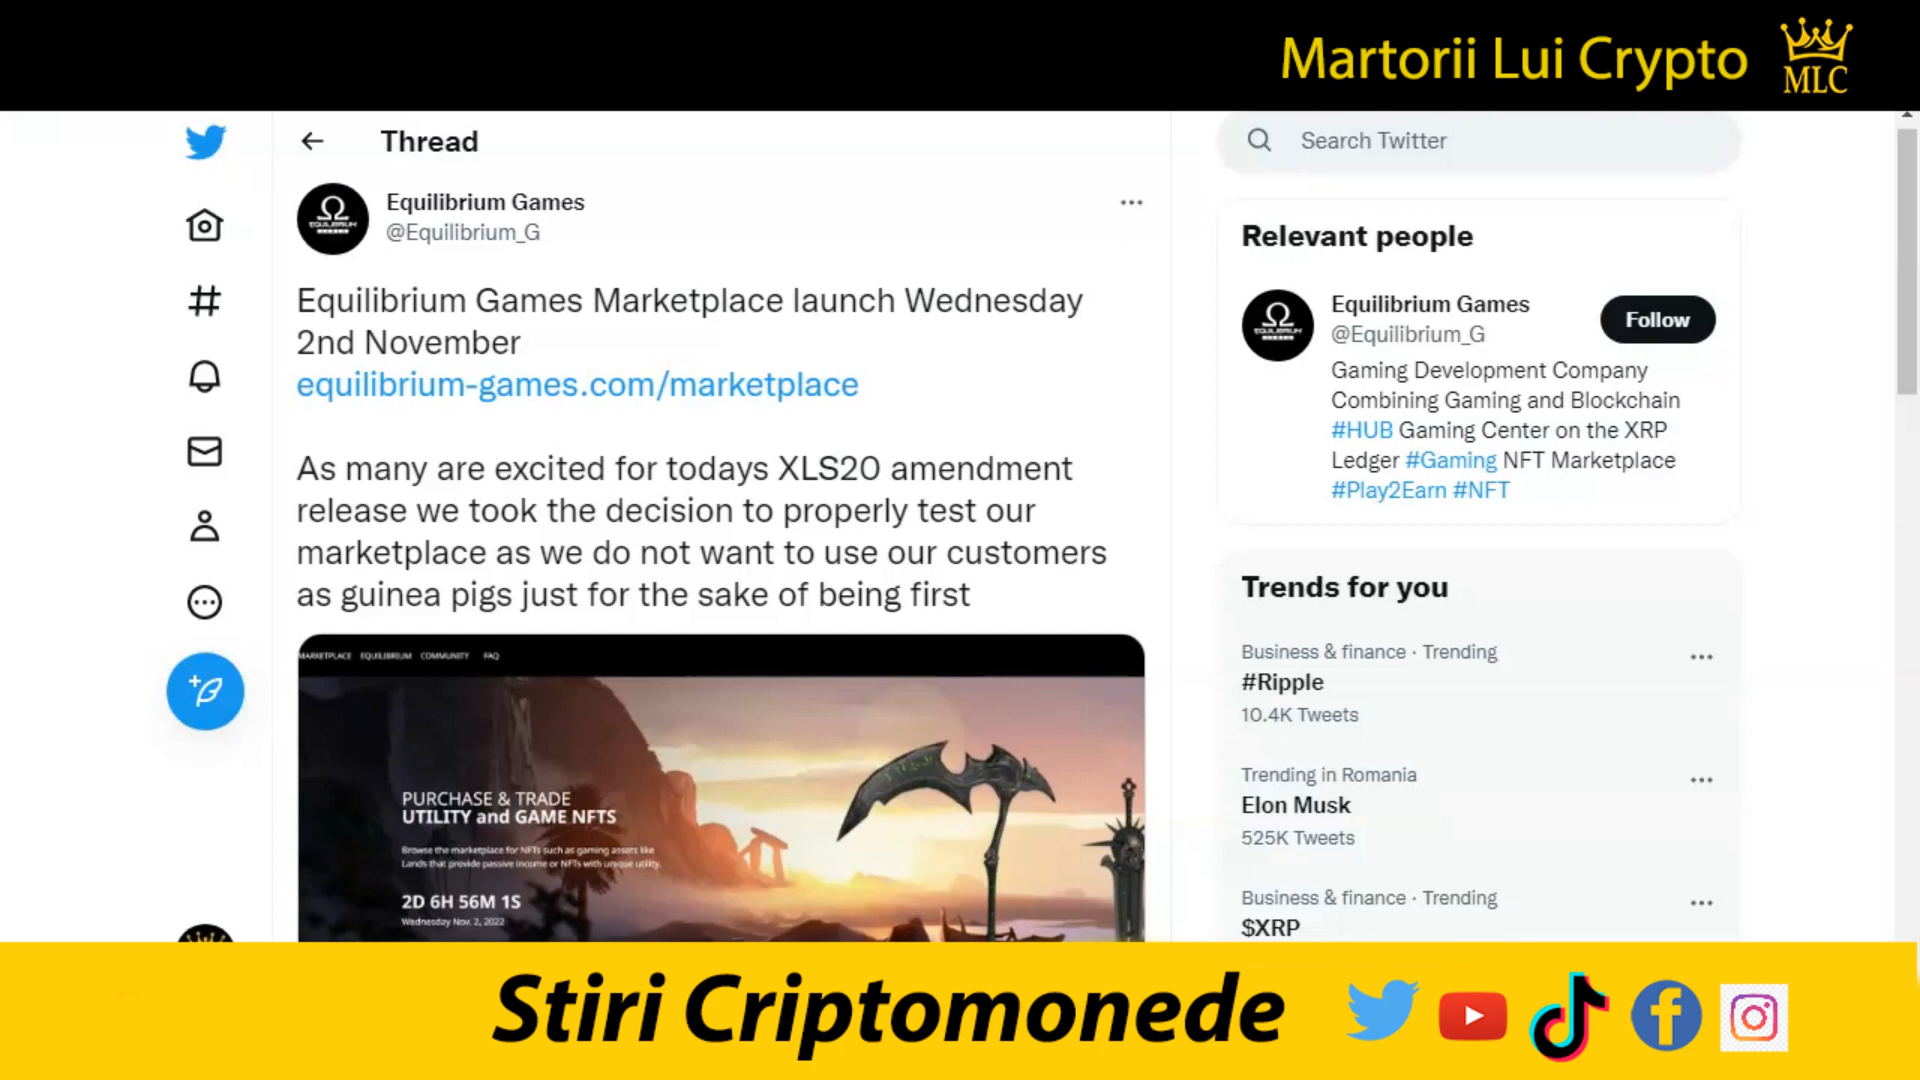 Martorii Lui Crypto
MLC
Thread
Search Twitter
Equilibrium Games
@Equilibrium_G
Equilibrium Games Marketplace launch Wednesday
2nd November
equilibrium-games.com/marketplace
As many are excited for todays XLS20 amendment
release we took the decision to properly test our
marketplace as we do not want to use our customers
as guinea pigs just for the sake of being first
MARKETPLACE EQUILIBRIUM COMMUNITY FAQ
PURCHASE & TRADE
UTILITY and GAME NFTS
Browse the marketplace for NFTs such as gaming assets like
Lands that provide passive income or NFTs with unique utility.
2D 6H 56M 1S
Wednesday Nov. 2, 2022
Relevant people
Equilibrium Games
Follow
@Equilibrium_G
Gaming Development Company
Combining Gaming and Blockchain
#HUB Gaming Center on the XRP
Ledger #Gaming NFT Marketplace
#Play2Earn #NFT
Trends for you
Business & finance · Trending
#Ripple
10.4K Tweets
Trending in Romania
Elon Musk
525K Tweets
Business & finance · Trending
$XRP
Stiri Criptomonede